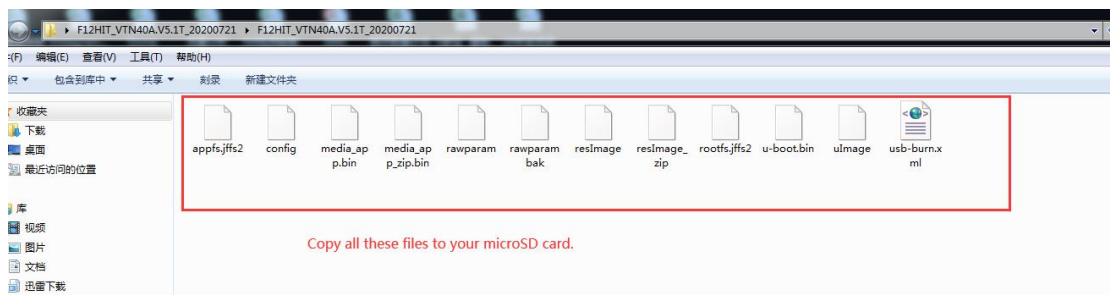 F12HIT_VTN40A.V5.1T_20200721 ▸ F12HIT_VTN40A.V5.1T_20200721
(F) 编辑(E) 查看(V) 工具(T) 帮助(H)
包含到库中 共享 刻录 新建文件夹
收藏夹
下载
桌面
最近访问的位置
库
视频
图片
文档
迅雷下载
appfs.jffs2 config media_ap media_ap rawparam rawparam resImage resImage_ rootfs.jffs2 u-boot.bin uImage usb-burn.x
p.bin p_zip.bin bak zip ml
Copy all these files to your microSD card.